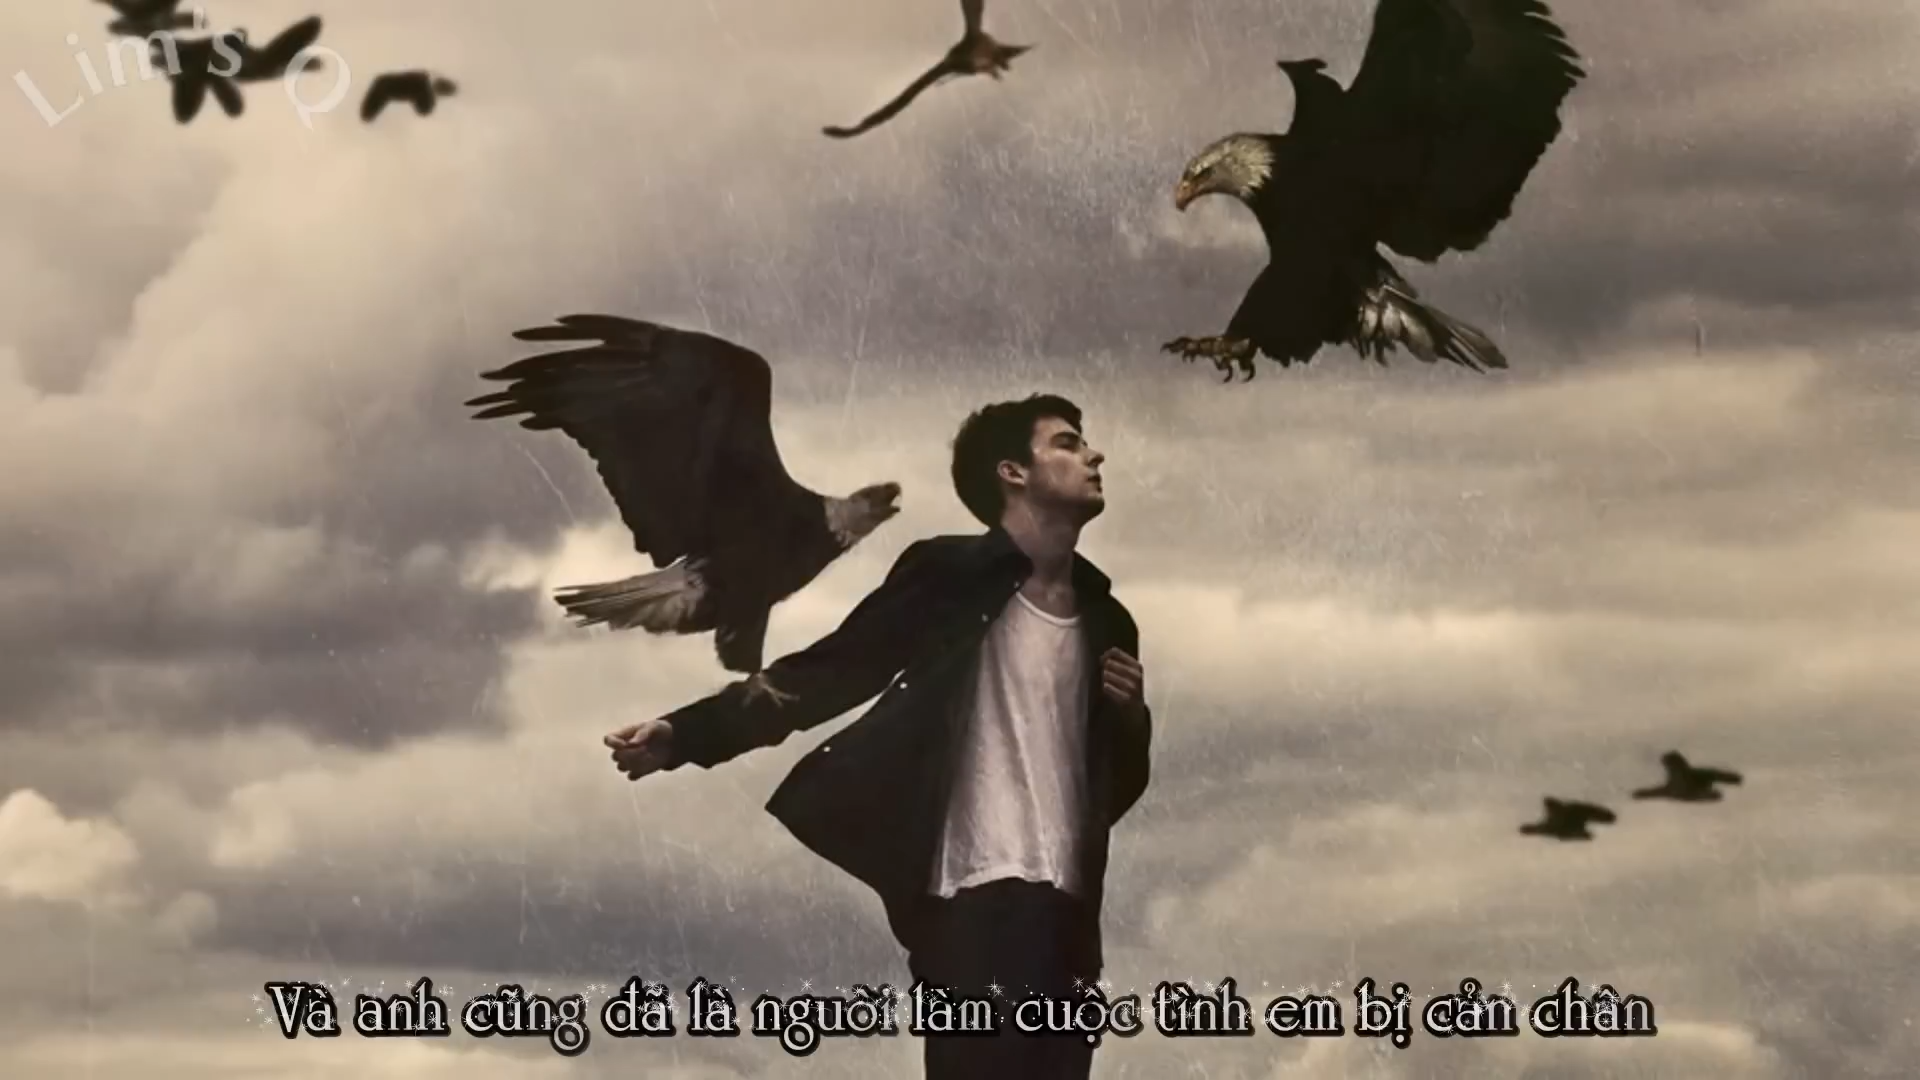 Lim's Q
Và anh cũng đã là người làm cuộc tình em bị cản chân